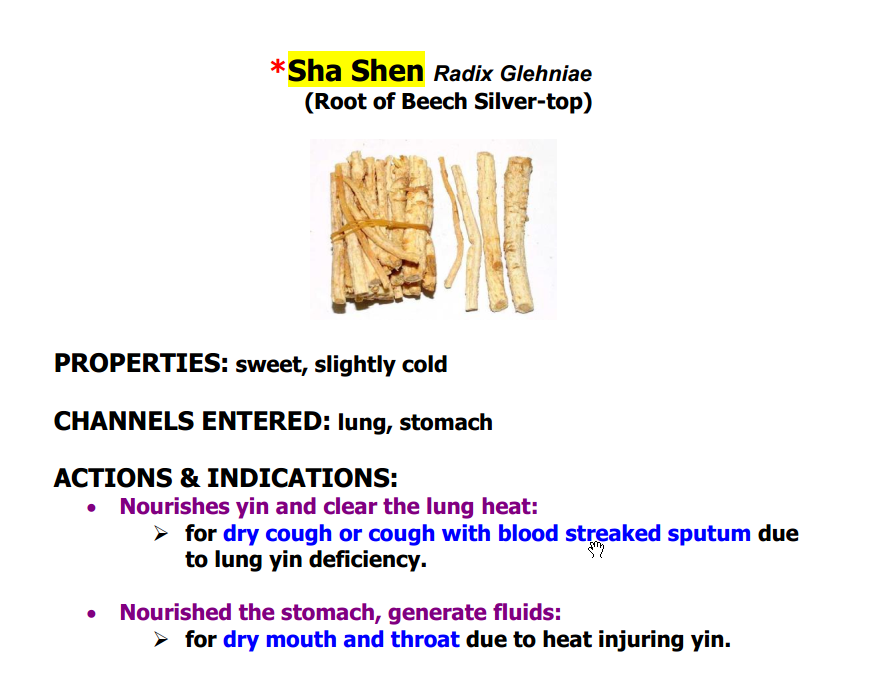 *Sha Shen Radix Glehniae
(Root of Beech Silver-top)
PROPERTIES: sweet, slightly cold
CHANNELS ENTERED: lung, stomach
ACTIONS & INDICATIONS:
• Nourishes yin and clear the lung heat:
➢ for dry cough or cough with blood streaked sputum due
to lung yin deficiency.
• Nourished the stomach, generate fluids:
➢ for dry mouth and throat due to heat injuring yin.